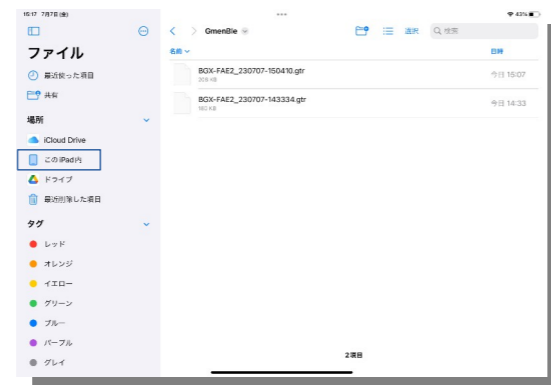 15:17 7月7日(金)
43%
ファイル
最近使った項目
共有
場所
iCloud Drive
このiPad内
ドライブ
最近削除した項目
タグ
レッド
オレンジ
イエロー
グリーン
ブルー
パープル
グレイ
GmenBle
選択
検索
名前
日時
BGX-FAE2_230707-150410.gtr
今日 15:07
BGX-FAE2_230707-143334.gtr
今日 14:33
2項目